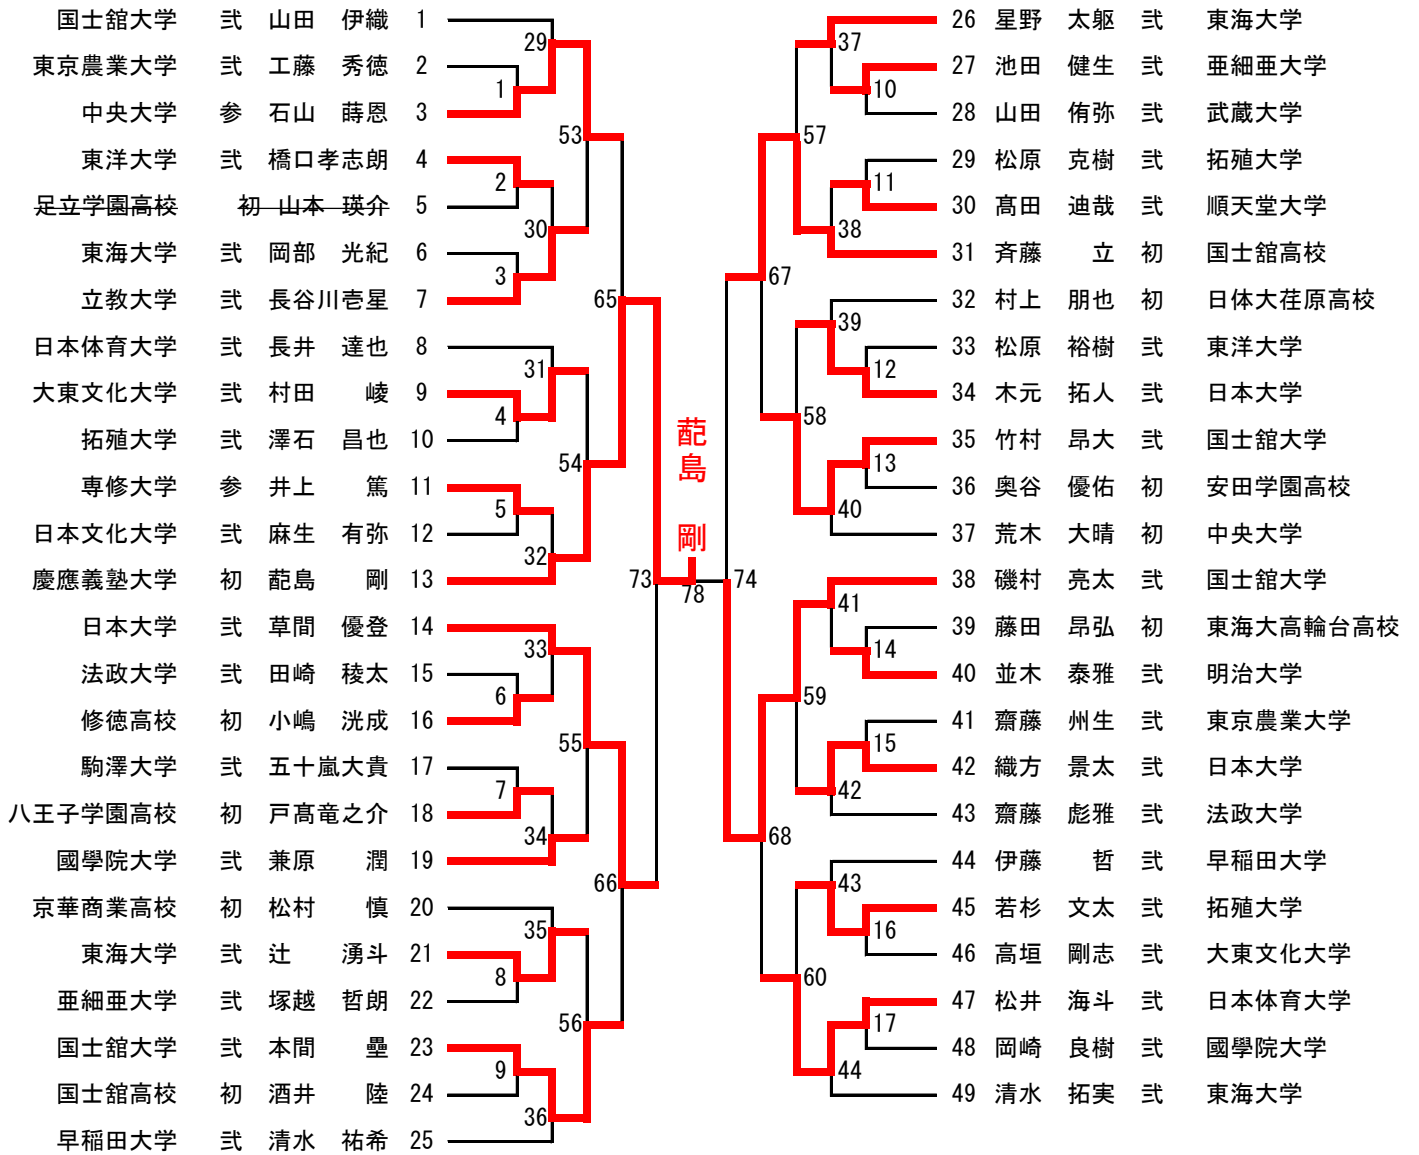 国士舘大学 弐 山田 伊織 1
東京農業大学 弐 工藤 秀徳 2
中央大学 参 石山 蒔恩 3
東洋大学 弐 橋口孝志朗 4
足立学園高校 初 山本 瑛介 5
東海大学 弐 岡部 光紀 6
立教大学 弐 長谷川壱星 7
日本体育大学 弐 長井 達也 8
大東文化大学 弐 村田 崚 9
拓殖大学 弐 澤石 昌也 10
専修大学 参 井上 篤 11
日本文化大学 弐 麻生 有弥 12
慶應義塾大学 初 蓜島 剛 13
日本大学 弐 草間 優登 14
法政大学 弐 田崎 稜太 15
修徳高校 初 小嶋 洸成 16
駒澤大学 弐 五十嵐大貴 17
八王子学園高校 初 戸髙竜之介 18
國學院大学 弐 兼原 潤 19
京華商業高校 初 松村 慎 20
東海大学 弐 辻 湧斗 21
亜細亜大学 弐 塚越 哲朗 22
国士舘大学 弐 本間 壘 23
国士舘高校 初 酒井 陸 24
早稲田大学 弐 清水 祐希 25
1
2
3
4
5
6
7
8
9
29
30
31
32
33
34
35
36
53
54
55
56
65
66
73
蓜島 剛
78
74
67
68
57
58
59
60
37
38
39
40
41
42
43
44
10
11
12
13
14
15
16
17
26 星野 太駆 弐 東海大学
27 池田 健生 弐 亜細亜大学
28 山田 侑弥 弐 武蔵大学
29 松原 克樹 弐 拓殖大学
30 髙田 迪哉 弐 順天堂大学
31 斉藤 立 初 国士舘高校
32 村上 朋也 初 日体大荏原高校
33 松原 裕樹 弐 東洋大学
34 木元 拓人 弐 日本大学
35 竹村 昂大 弐 国士舘大学
36 奥谷 優佑 初 安田学園高校
37 荒木 大晴 初 中央大学
38 磯村 亮太 弐 国士舘大学
39 藤田 昂弘 初 東海大高輪台高校
40 並木 泰雅 弐 明治大学
41 齋藤 州生 弐 東京農業大学
42 織方 景太 弐 日本大学
43 齋藤 彪雅 弐 法政大学
44 伊藤 哲 弐 早稲田大学
45 若杉 文太 弐 拓殖大学
46 高垣 剛志 弐 大東文化大学
47 松井 海斗 弐 日本体育大学
48 岡崎 良樹 弐 國學院大学
49 清水 拓実 弐 東海大学